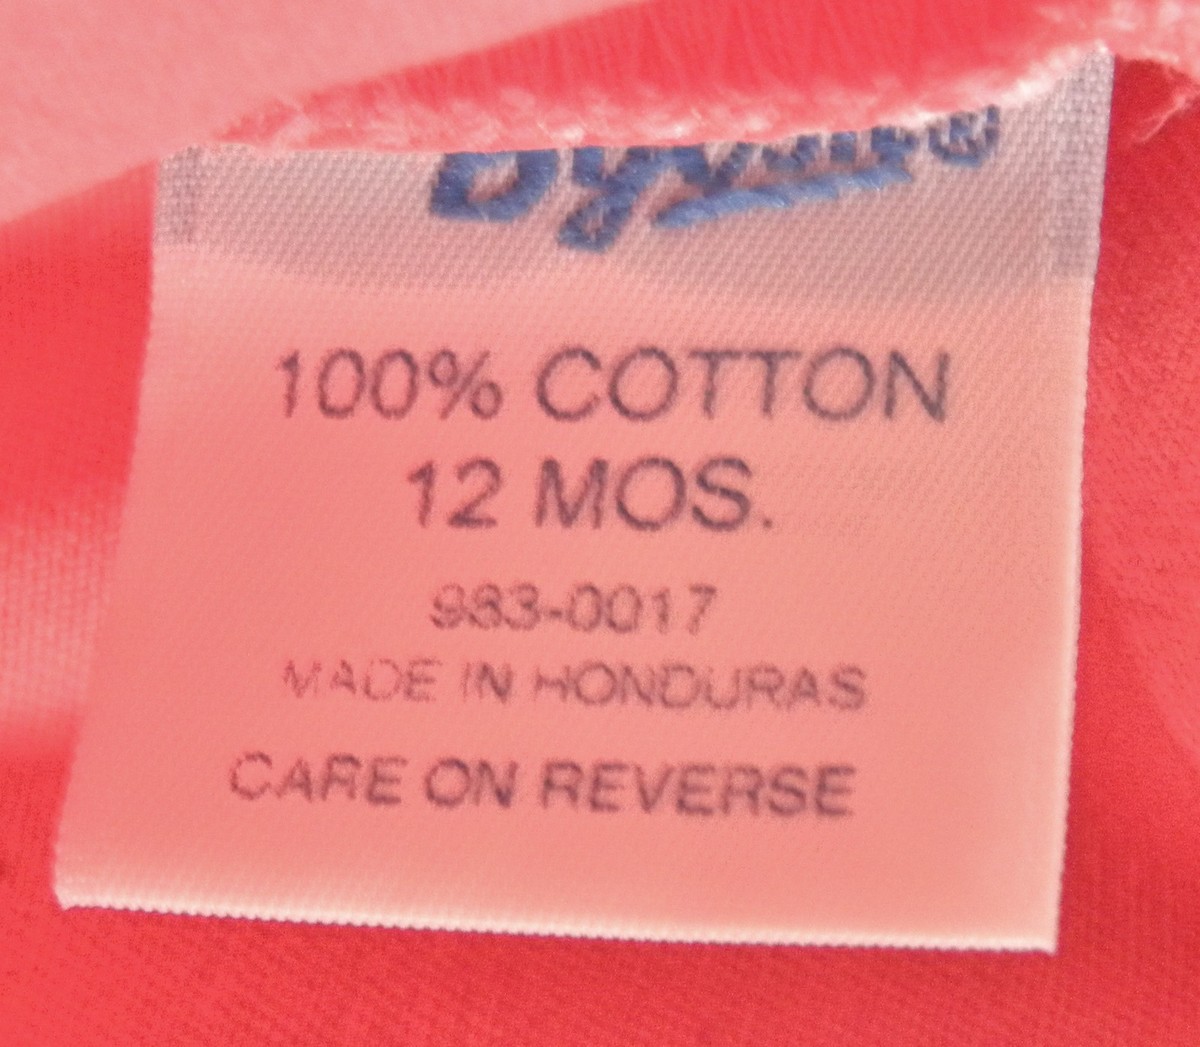 100% COTTON
12 MOS.
983-0017
MADE IN HONDURAS
CARE ON REVERSE